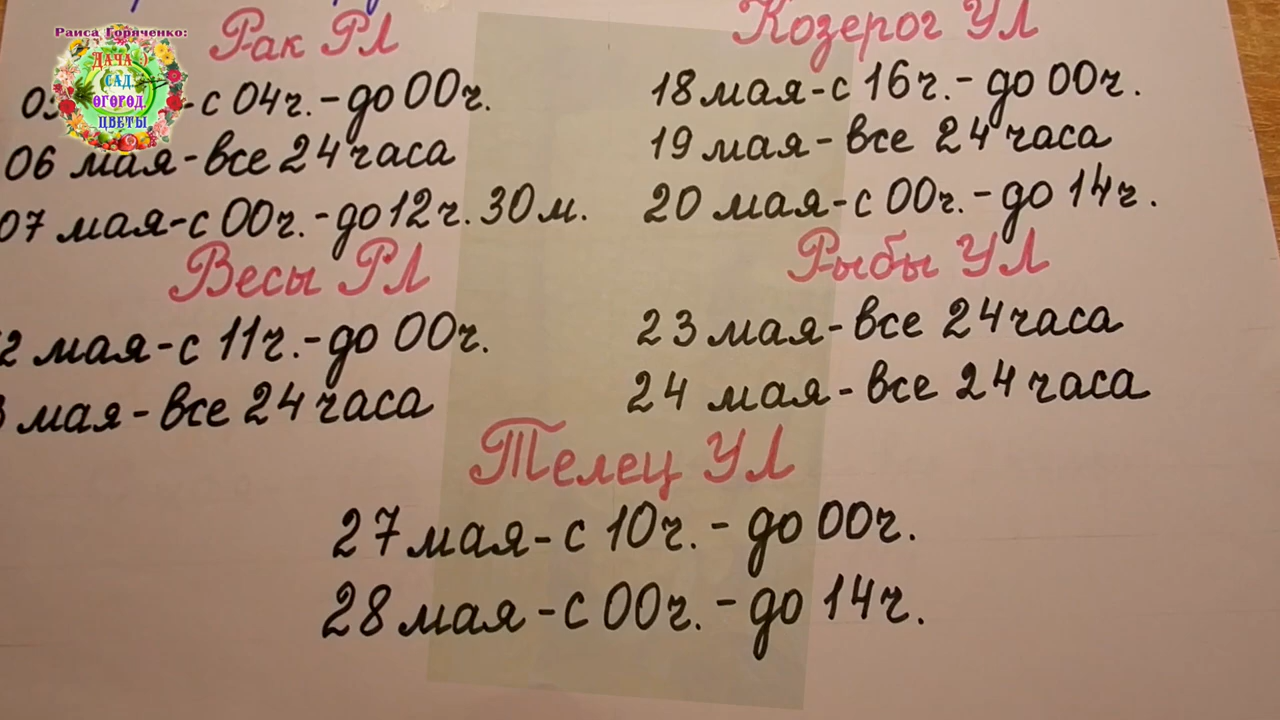 Раиса Горяченко:
Дача :)
сад,
огород,
цветы
Рак РЛ
с 04ч.-до 00ч.
06 мая-все 24 часа
07 мая-с 00ч.-до 12ч. 30м.
Весы РЛ
мая-с 11ч.-до 00ч.
мая-все 24 часа
Козерог УЛ
18 мая-с 16ч.-до 00ч.
19 мая-все 24 часа
20 мая-с 00ч.-до 14ч.
Рыбы УЛ
23 мая-все 24 часа
24 мая-все 24 часа
Телец УЛ
27 мая-с 10ч.-до 00ч.
28 мая-с 00ч.-до 14ч.